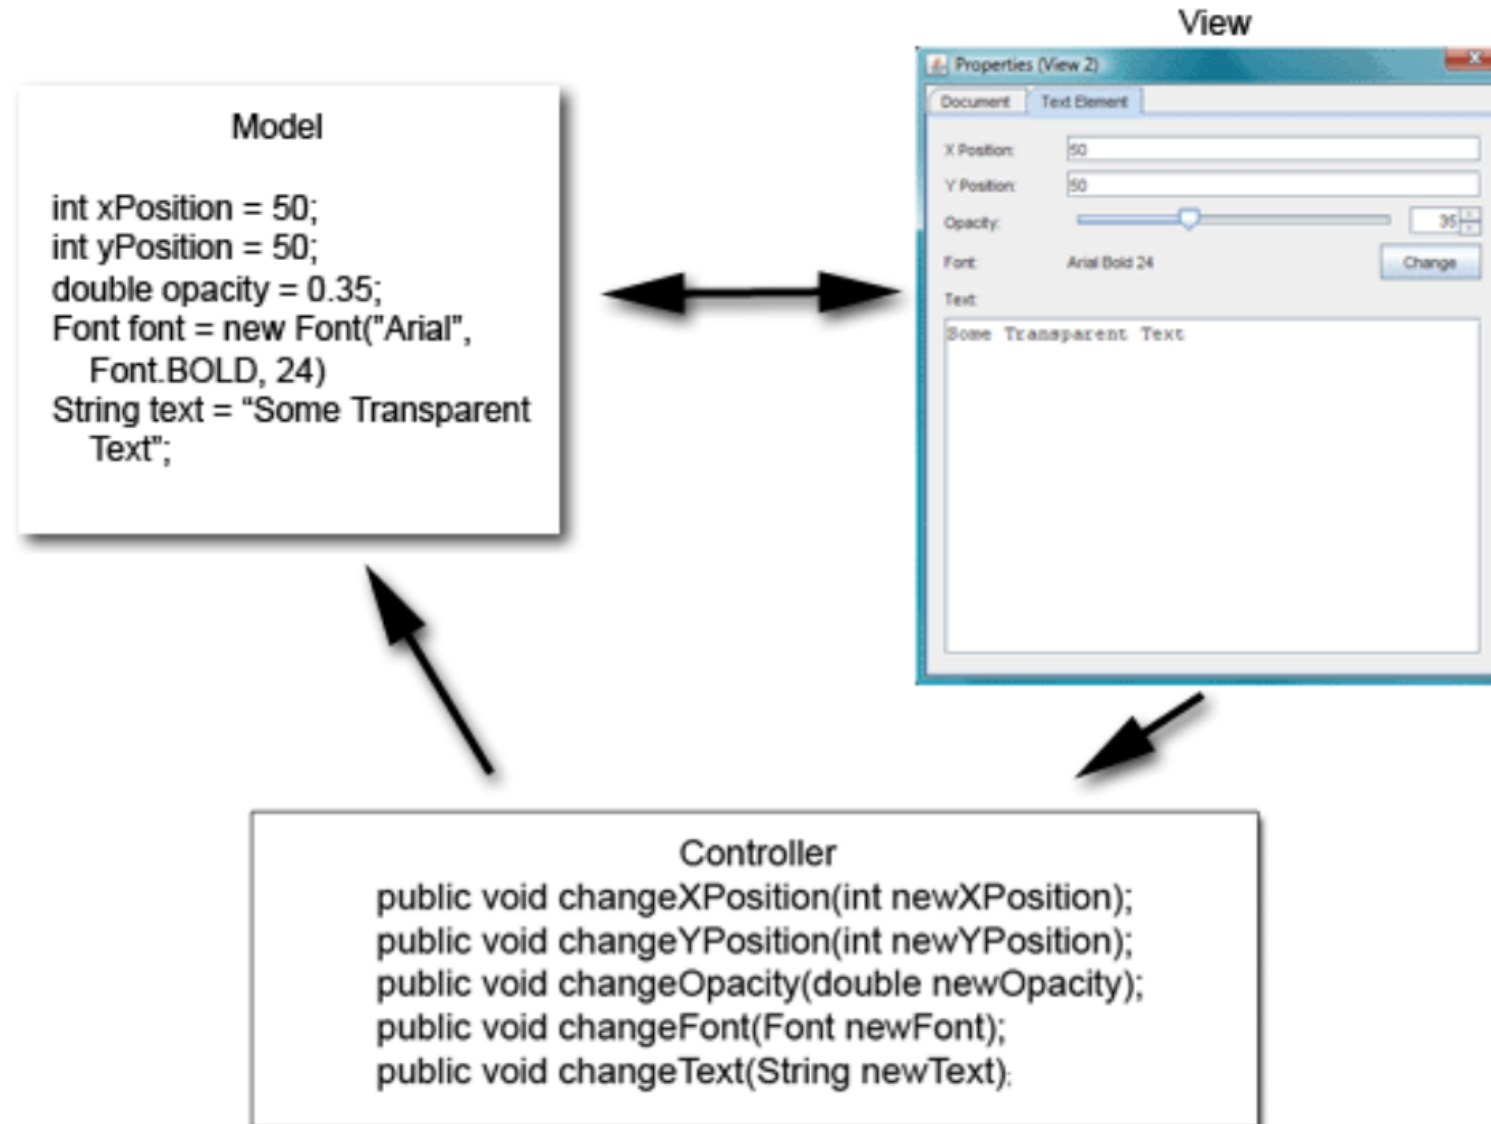 Model
int xPosition = 50;
int yPosition = 50;
double opacity = 0.35;
Font font = new Font("Arial",
Font.BOLD, 24)
String text = “Some Transparent
Text”;
View
Properties (View 2)
Document Text Element
X Position: 50
Y Position: 50
Opacity: 35
Font: Arial Bold 24 Change
Text:
Some Transparent Text
Controller
public void changeXPosition(int newXPosition);
public void changeYPosition(int newYPosition);
public void changeOpacity(double newOpacity);
public void changeFont(Font newFont);
public void changeText(String newText);